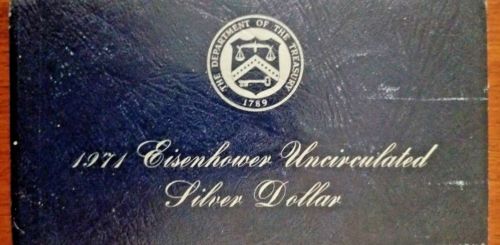 THE DEPARTMENT OF THE TREASURY
1789
1971 Eisenhower Uncirculated
Silver Dollar